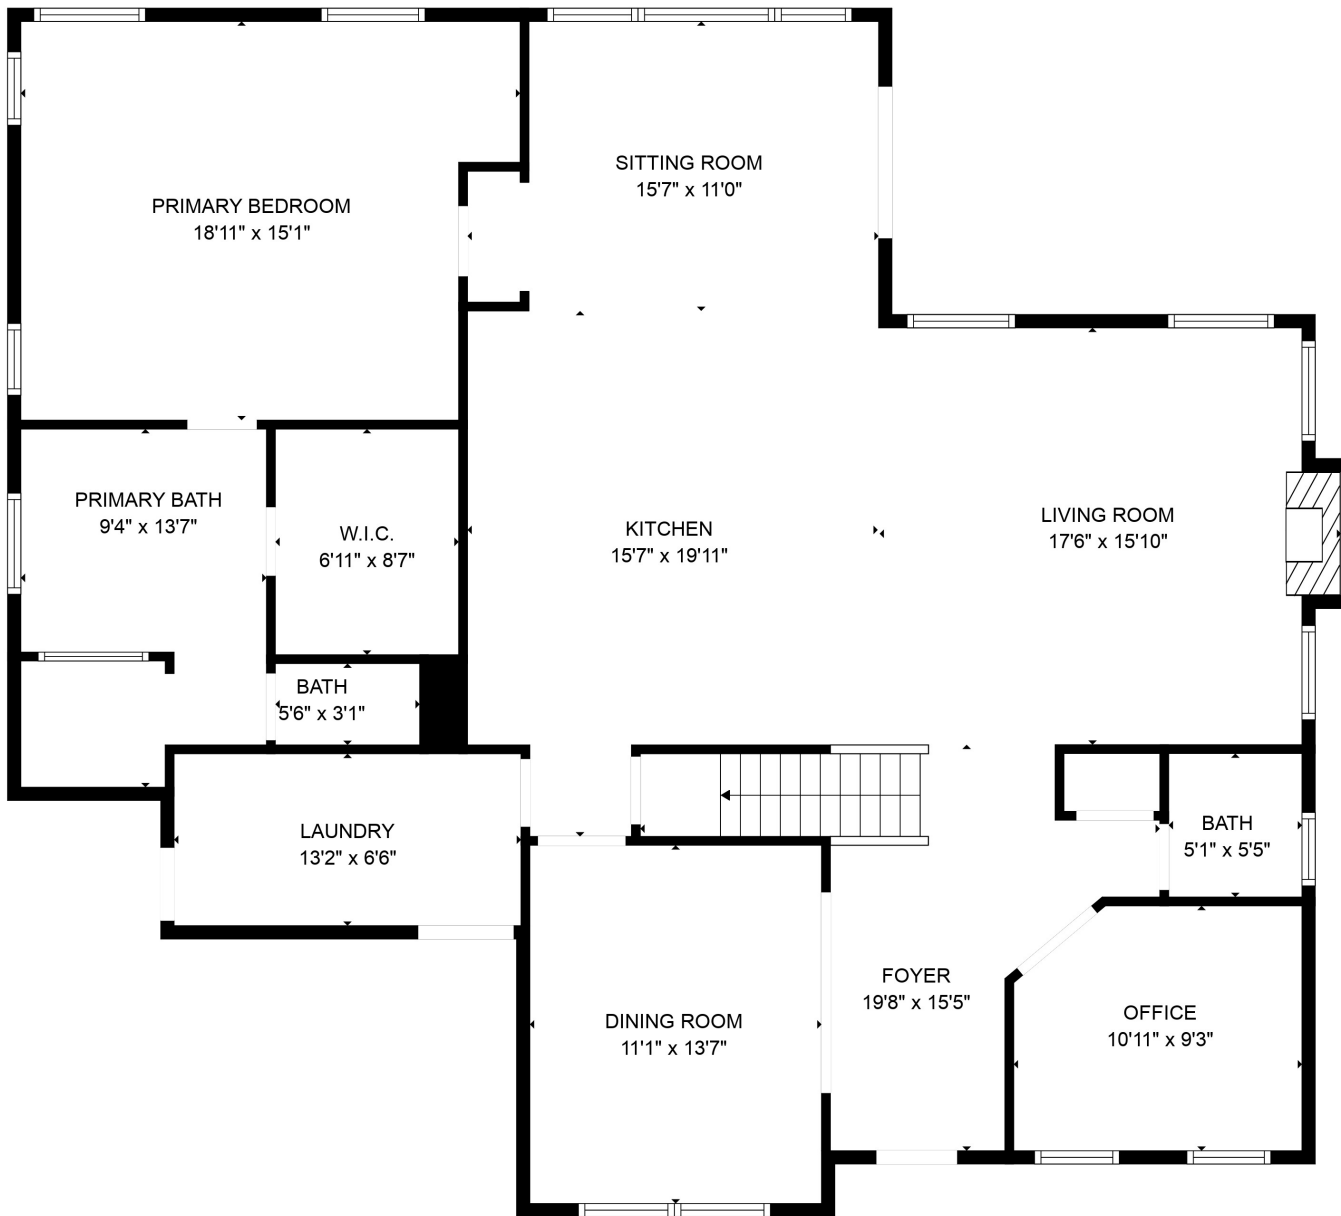 SITTING ROOM
15'7" x 11'0"
PRIMARY BEDROOM
18'11" x 15'1"
PRIMARY BATH
9'4" x 13'7"
W.I.C.
6'11" x 8'7"
KITCHEN
15'7" x 19'11"
LIVING ROOM
17'6" x 15'10"
BATH
5'6" x 3'1"
LAUNDRY
13'2" x 6'6"
BATH
5'1" x 5'5"
FOYER
19'8" x 15'5"
DINING ROOM
11'1" x 13'7"
OFFICE
10'11" x 9'3"